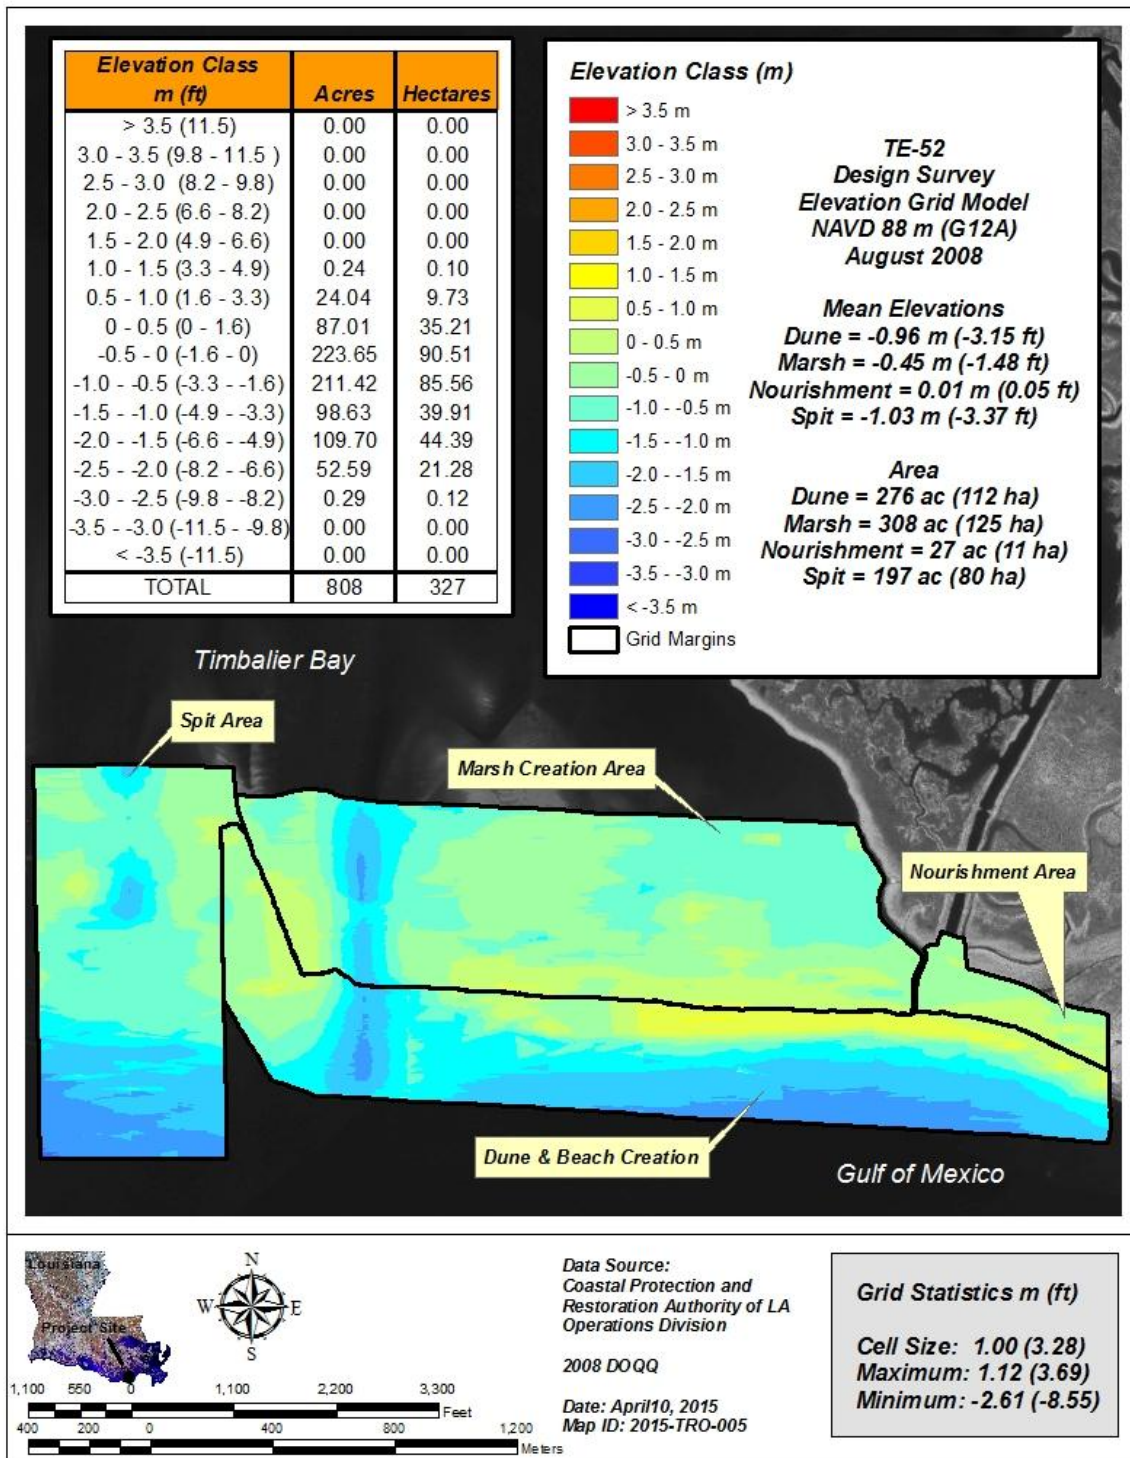 Elevation Class
m (ft) Acres Hectares
> 3.5 (11.5) 0.00 0.00
3.0 - 3.5 (9.8 - 11.5 ) 0.00 0.00
2.5 - 3.0 (8.2 - 9.8) 0.00 0.00
2.0 - 2.5 (6.6 - 8.2) 0.00 0.00
1.5 - 2.0 (4.9 - 6.6) 0.00 0.00
1.0 - 1.5 (3.3 - 4.9) 0.24 0.10
0.5 - 1.0 (1.6 - 3.3) 24.04 9.73
0 - 0.5 (0 - 1.6) 87.01 35.21
-0.5 - 0 (-1.6 - 0) 223.65 90.51
-1.0 - -0.5 (-3.3 - -1.6) 211.42 85.56
-1.5 - -1.0 (-4.9 - -3.3) 98.63 39.91
-2.0 - -1.5 (-6.6 - -4.9) 109.70 44.39
-2.5 - -2.0 (-8.2 - -6.6) 52.59 21.28
-3.0 - -2.5 (-9.8 - -8.2) 0.29 0.12
-3.5 - -3.0 (-11.5 - -9.8) 0.00 0.00
< -3.5 (-11.5) 0.00 0.00
TOTAL 808 327
Elevation Class (m)
> 3.5 m
3.0 - 3.5 m
2.5 - 3.0 m
2.0 - 2.5 m
1.5 - 2.0 m
1.0 - 1.5 m
0.5 - 1.0 m
0 - 0.5 m
-0.5 - 0 m
-1.0 - -0.5 m
-1.5 - -1.0 m
-2.0 - -1.5 m
-2.5 - -2.0 m
-3.0 - -2.5 m
-3.5 - -3.0 m
< -3.5 m
Grid Margins
TE-52
Design Survey
Elevation Grid Model
NAVD 88 m (G12A)
August 2008
Mean Elevations
Dune = -0.96 m (-3.15 ft)
Marsh = -0.45 m (-1.48 ft)
Nourishment = 0.01 m (0.05 ft)
Spit = -1.03 m (-3.37 ft)
Area
Dune = 276 ac (112 ha)
Marsh = 308 ac (125 ha)
Nourishment = 27 ac (11 ha)
Spit = 197 ac (80 ha)
Timbalier Bay
Spit Area
Marsh Creation Area
Nourishment Area
Dune & Beach Creation
Gulf of Mexico
Louisiana
Project Site
N
W E
S
1,100 550 0 1,100 2,200 3,300
Feet
400 200 0 400 800 1,200
Meters
Data Source:
Coastal Protection and
Restoration Authority of LA
Operations Division
2008 DOQQ
Date: April10, 2015
Map ID: 2015-TRO-005
Grid Statistics m (ft)
Cell Size: 1.00 (3.28)
Maximum: 1.12 (3.69)
Minimum: -2.61 (-8.55)